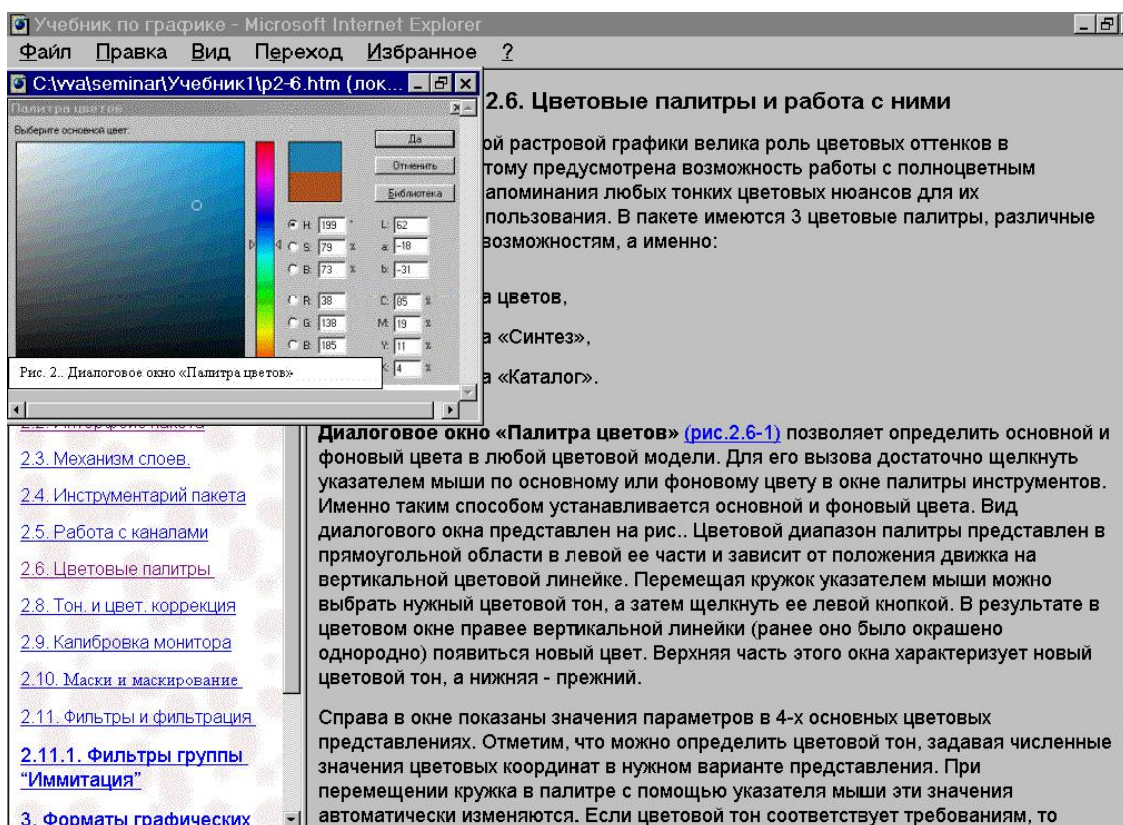 Учебник по графике - Microsoft Internet Explorer
Файл Правка Вид Переход Избранное ?
C:\vva\seminar\Учебник1\p2-6.htm (лок...
Палитра цветов
Выберите основной цвет:
Да
Отменить
Библиотека
H: 199 °
S: 79 %
B: 73 %
R: 38
G: 138
B: 185
L: 62
a: -18
b: -31
C: 85 %
M: 19 %
Y: 11 %
K: 4 %
Рис. 2.. Диалоговое окно «Палитра цветов»
2.6. Цветовые палитры и работа с ними
ой растровой графики велика роль цветовых оттенков в
тому предусмотрена возможность работы с полноцветным
апоминания любых тонких цветовых нюансов для их
пользования. В пакете имеются 3 цветовые палитры, различные
возможностям, а именно:
а цветов,
а «Синтез»,
а «Каталог».
Диалоговое окно «Палитра цветов» (рис.2.6-1) позволяет определить основной и
фоновый цвета в любой цветовой модели. Для его вызова достаточно щелкнуть
указателем мыши по основному или фоновому цвету в окне палитры инструментов.
Именно таким способом устанавливается основной и фоновый цвета. Вид
диалогового окна представлен на рис.. Цветовой диапазон палитры представлен в
прямоугольной области в левой ее части и зависит от положения движка на
вертикальной цветовой линейке. Перемещая кружок указателем мыши можно
выбрать нужный цветовой тон, а затем щелкнуть ее левой кнопкой. В результате в
цветовом окне правее вертикальной линейки (ранее оно было окрашено
однородно) появиться новый цвет. Верхняя часть этого окна характеризует новый
цветовой тон, а нижняя - прежний.
Справа в окне показаны значения параметров в 4-х основных цветовых
представлениях. Отметим, что можно определить цветовой тон, задавая численные
значения цветовых координат в нужном варианте представления. При
перемещении кружка в палитре с помощью указателя мыши эти значения
автоматически изменяются. Если цветовой тон соответствует требованиям, то
2.2. Интерфейс пакета
2.3. Механизм слоев.
2.4. Инструментарий пакета
2.5. Работа с каналами
2.6. Цветовые палитры
2.8. Тон. и цвет. коррекция
2.9. Калибровка монитора
2.10. Маски и маскирование
2.11. Фильтры и фильтрация
2.11.1. Фильтры группы
"Иммитация"
3. Форматы графических